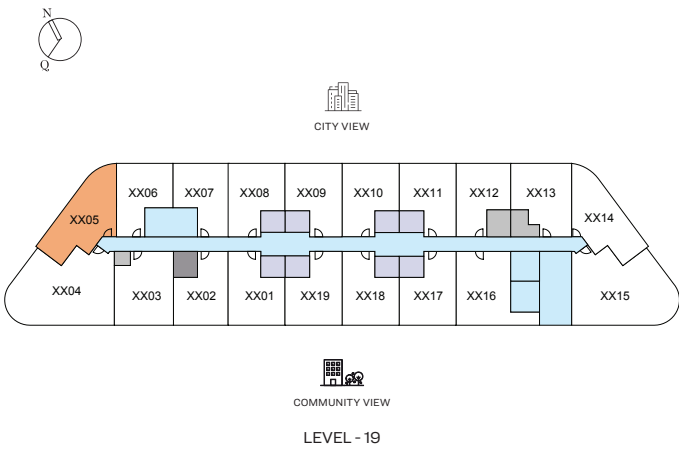 N
Q
CITY VIEW
XX06 XX07 XX08 XX09 XX10 XX11 XX12 XX13
XX05 XX14
XX04 XX03 XX02 XX01 XX19 XX18 XX17 XX16 XX15
COMMUNITY VIEW
LEVEL - 19